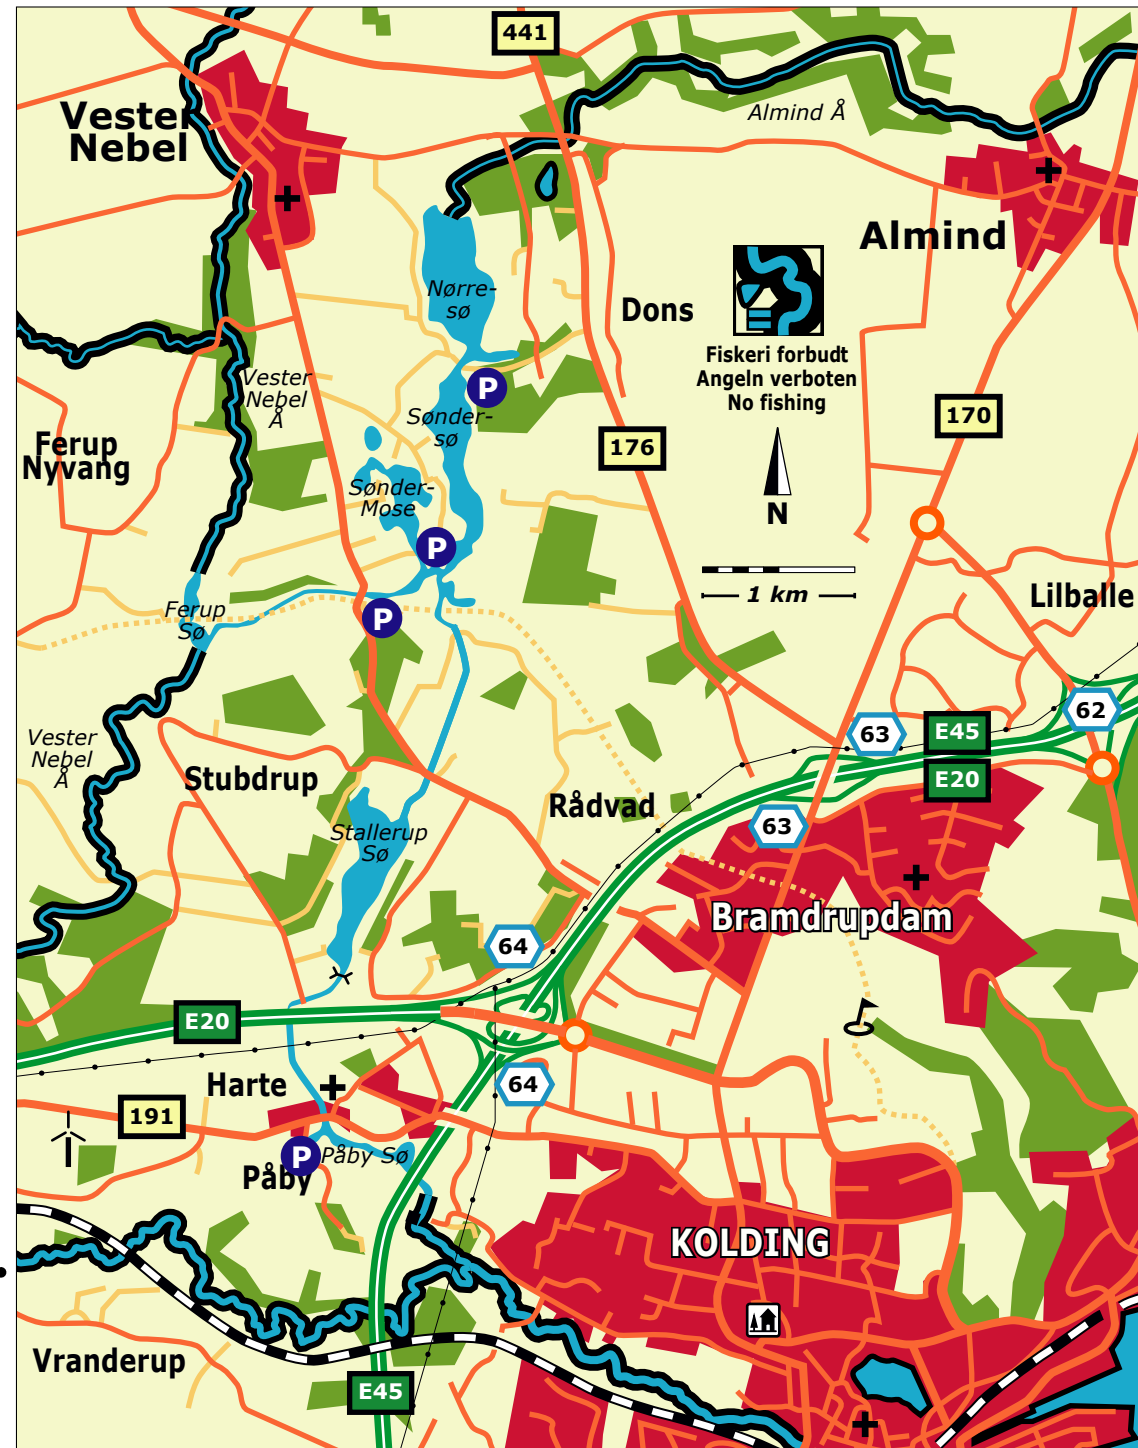 441
Vester
Nebel
Almind Å
Almind
Nørre-
sø
Dons
Fiskeri forbudt
Angeln verboten
No fishing
Vester
Nebel
Å
P
Sønder-
sø
170
Ferup
Nyvang
176
Sønder-
Mose
N
P
1 km
Lilballe
Ferup
Sø
P
62
63
E45
Vester
Nebel
Å
Stubdrup
E20
Rådvad
63
Stallerup
Sø
Bramdrupdam
64
E20
Harte
64
191
P
Påby Sø
Påby
KOLDING
Vranderup
E45